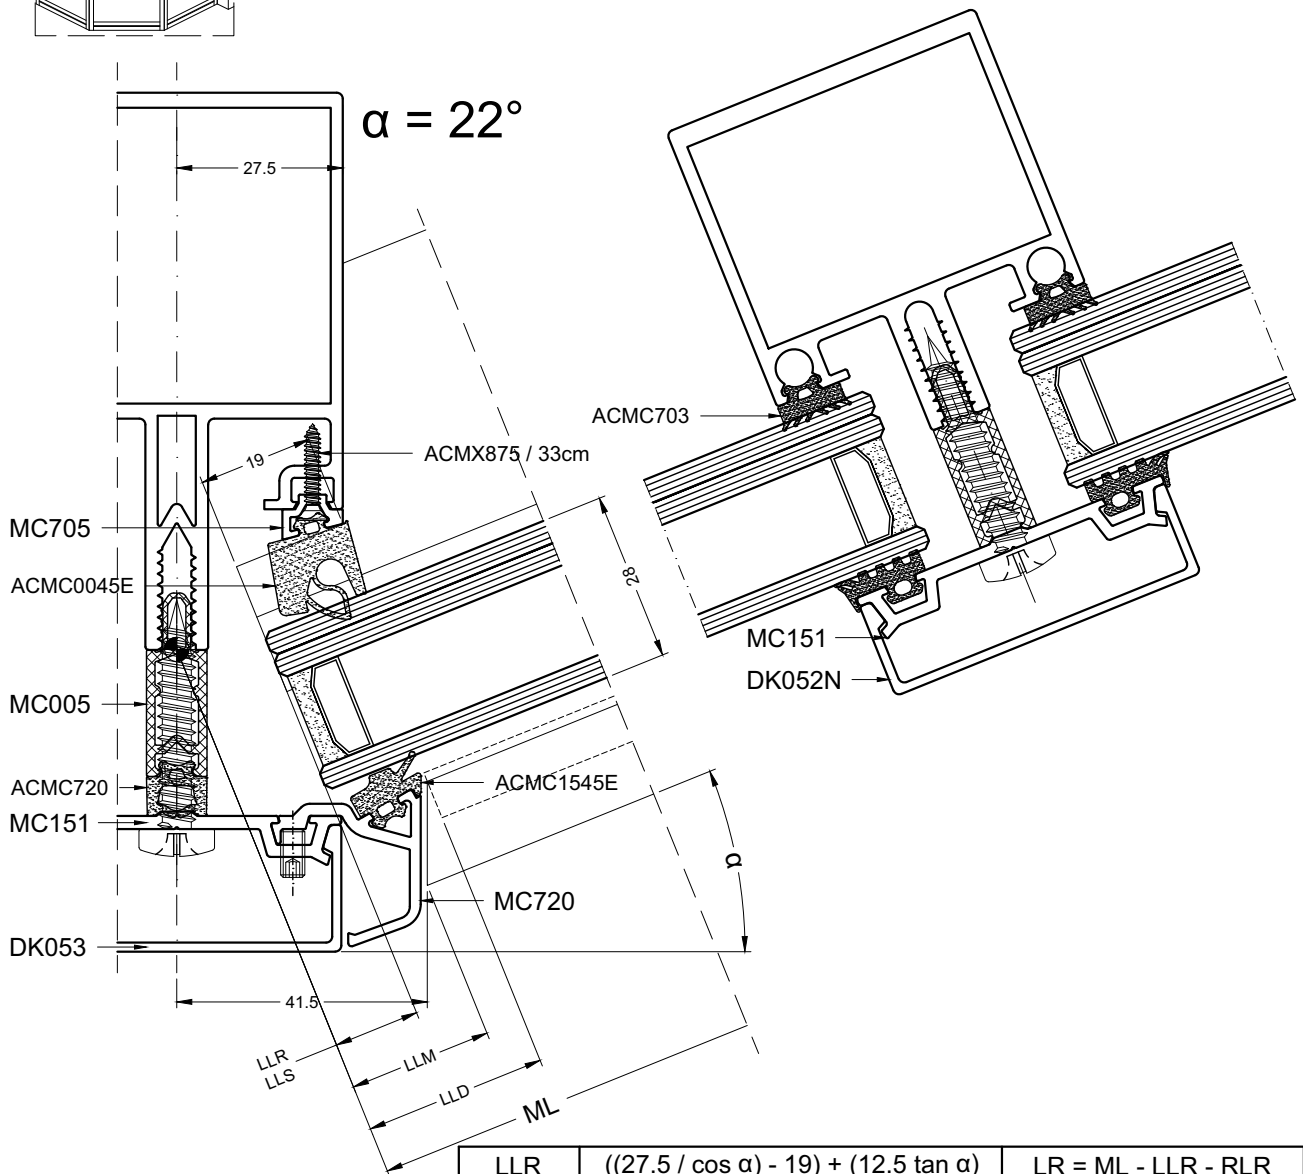 α = 22°
27.5
19
ACMX875 / 33cm
ACMC703
MC705
ACMC0045E
28
MC151
DK052N
MC005
ACMC720
MC151
ACMC1545E
α
MC720
DK053
41.5
LLR
LLS
LLM
LLD
ML
LLR ((27.5 / cos α) - 19) + (12.5 tan α) LR = ML - LLR - RLR